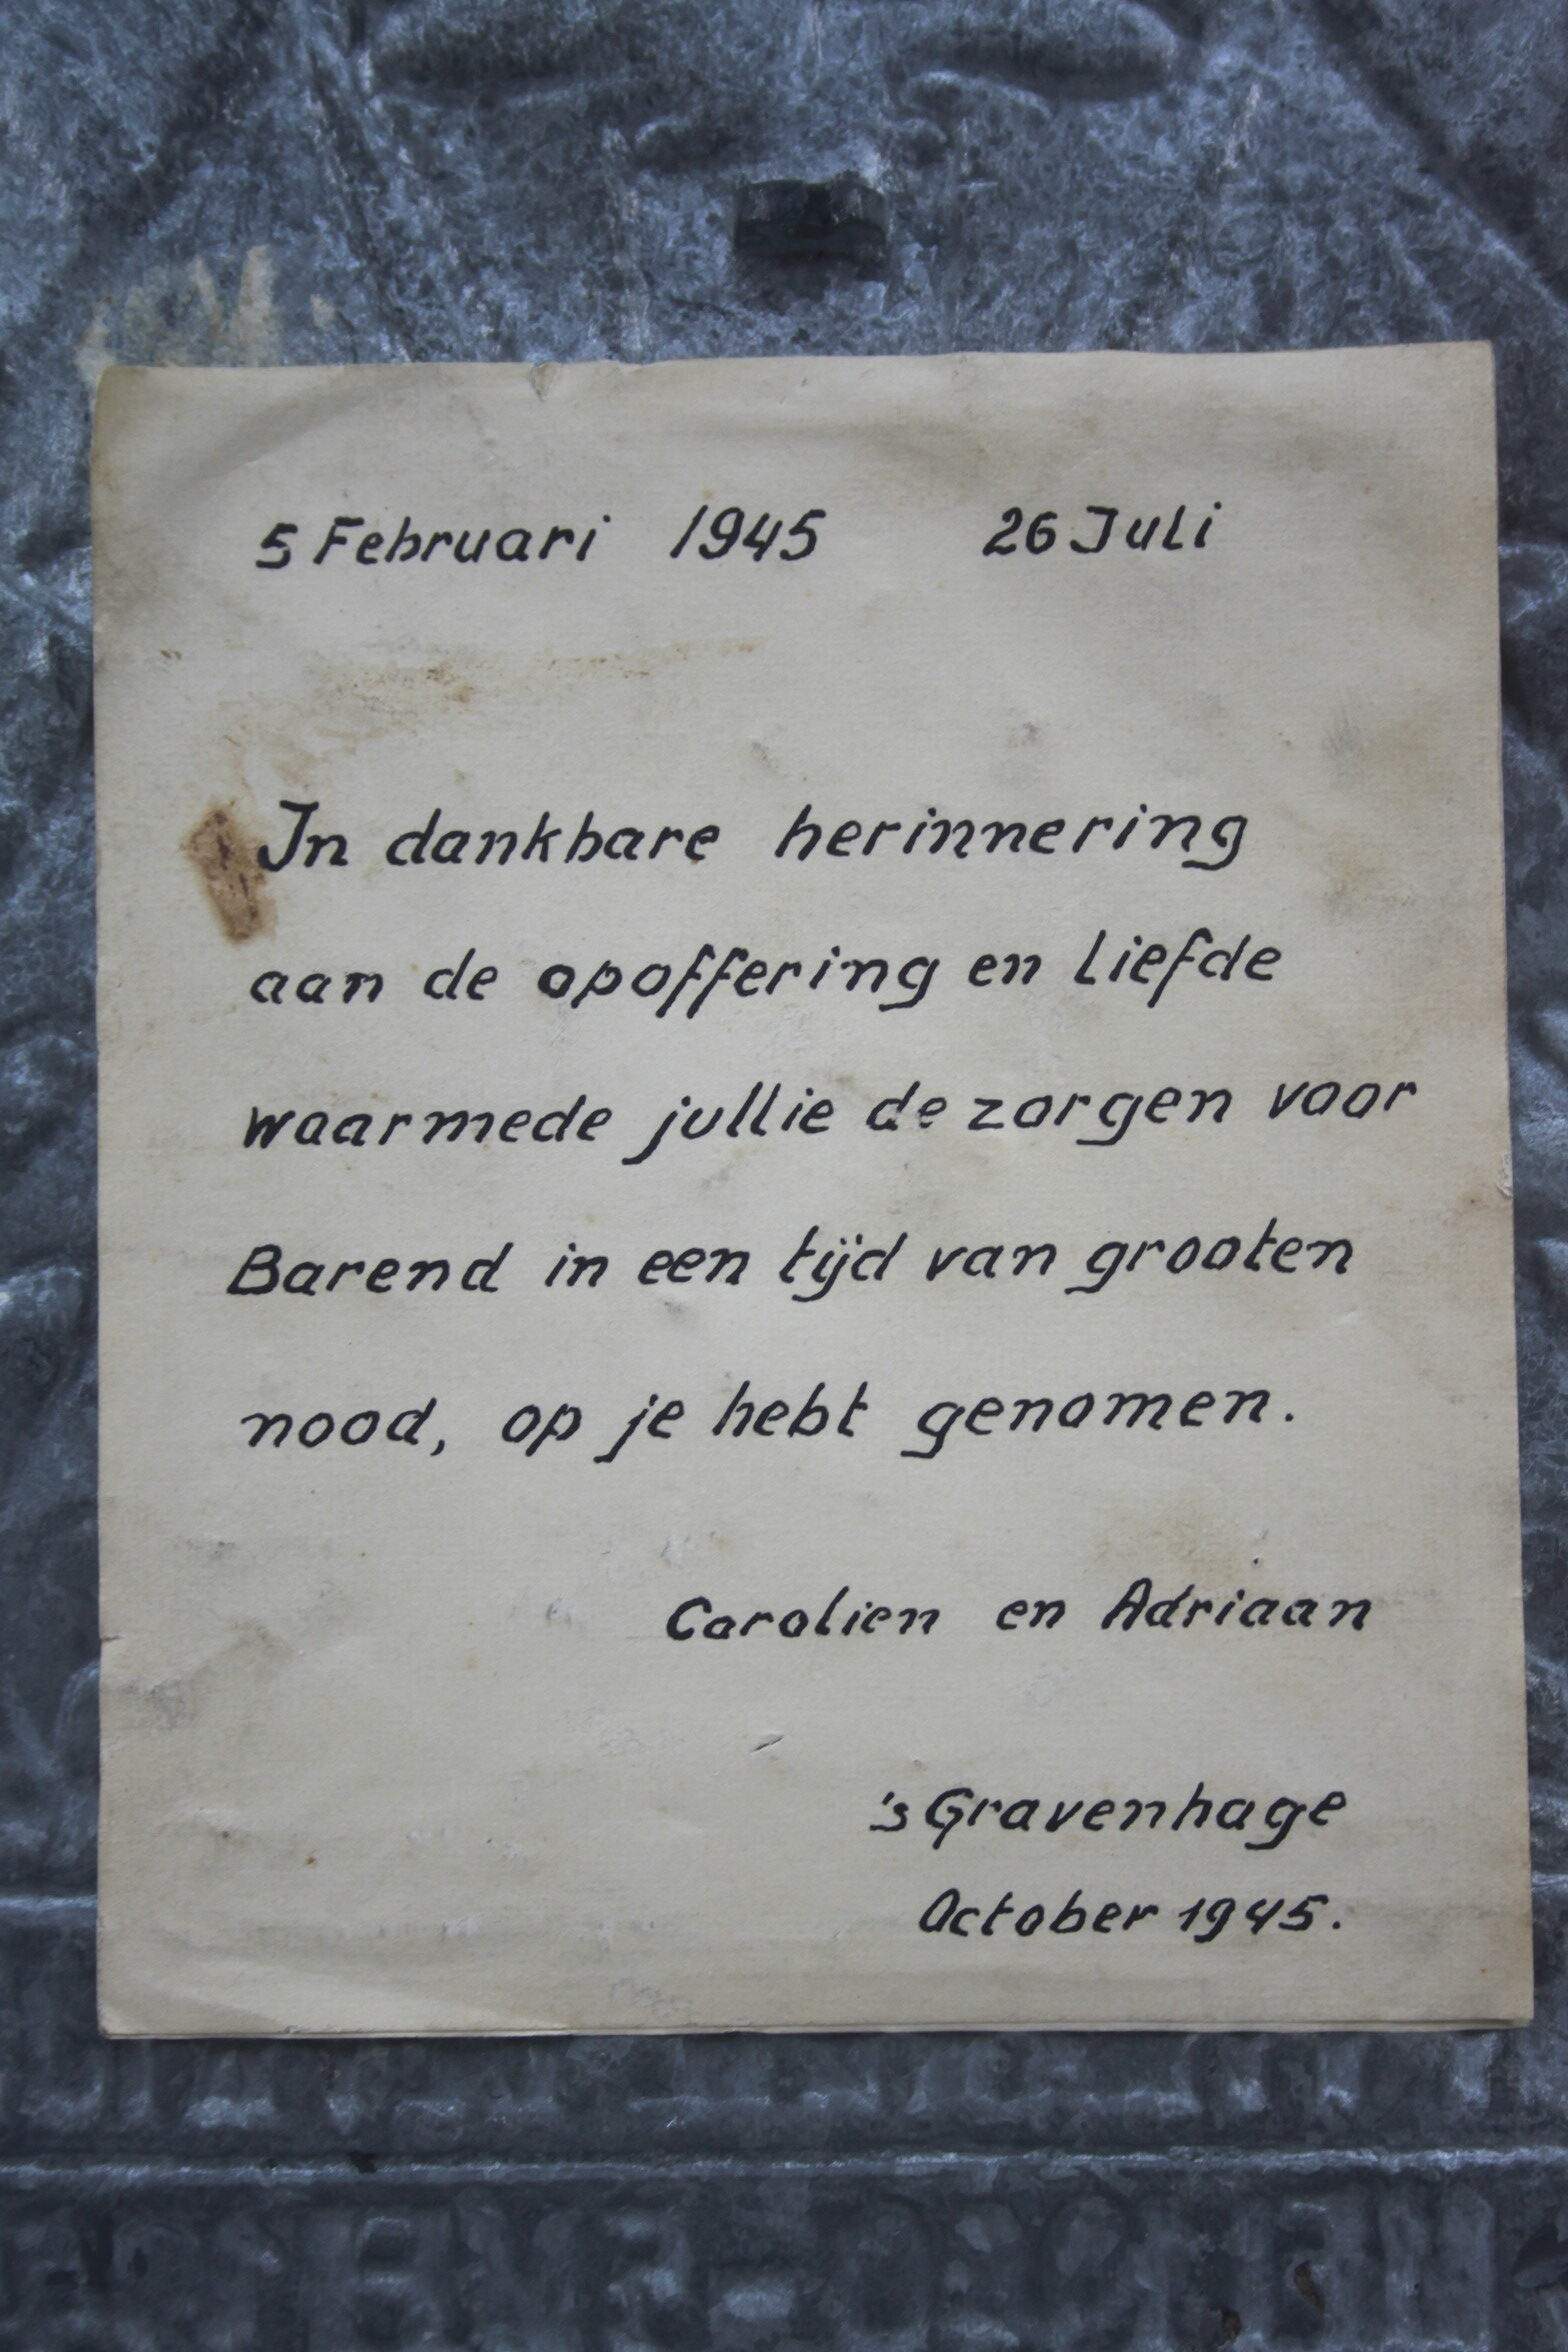 5 Februari 1945 26 Juli
In dankbare herinnering
aan de opoffering en liefde
waarmede jullie de zorgen voor
Barend in een tijd van grooten
nood, op je hebt genomen.
Carolien en Adriaan
's Gravenhage
October 1945.